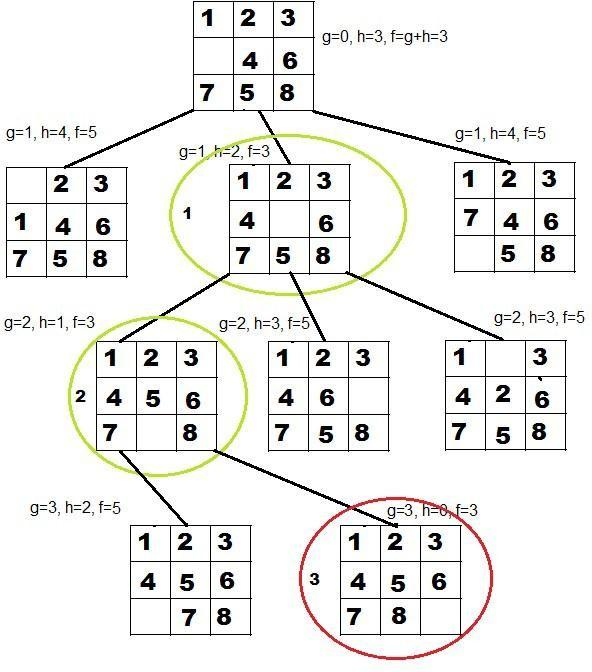 1 2 3
g=0, h=3, f=g+h=3
4 6
7 5 8
g=1, h=4, f=5
g=1, h=2, f=3
g=1, h=4, f=5
2 3
1 4 6
7 5 8
1
1 2 3
4 6
7 5 8
1 2 3
7 4 6
5 8
g=2, h=1, f=3
g=2, h=3, f=5
g=2, h=3, f=5
2
1 2 3
4 5 6
7 8
1 2 3
4 6
7 5 8
1 3
4 2 6
7 5 8
g=3, h=2, f=5
g=3, h=0, f=3
1 2 3
4 5 6
7 8
3
1 2 3
4 5 6
7 8